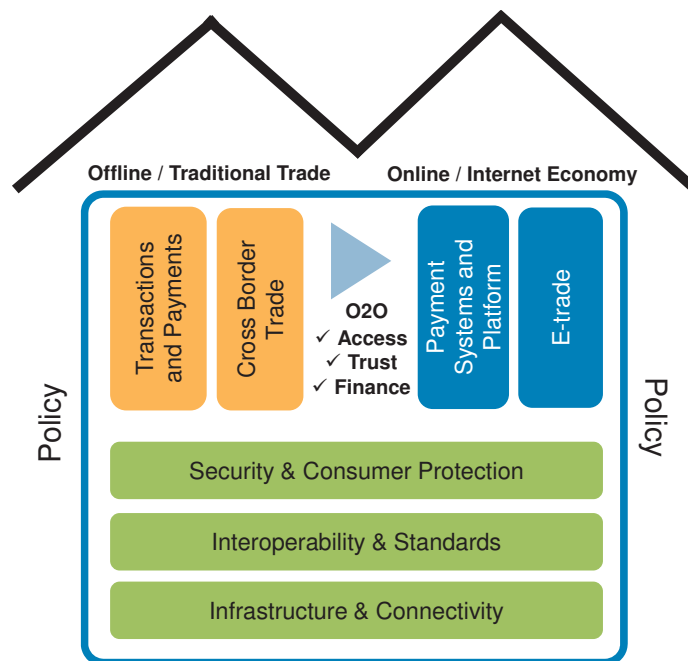 Offline / Traditional Trade
Online / Internet Economy
Transactions
and Payments
Cross Border
Trade
O2O
✓ Access
✓ Trust
✓ Finance
Payment
Systems and
Platform
E-trade
Policy
Policy
Security & Consumer Protection
Interoperability & Standards
Infrastructure & Connectivity